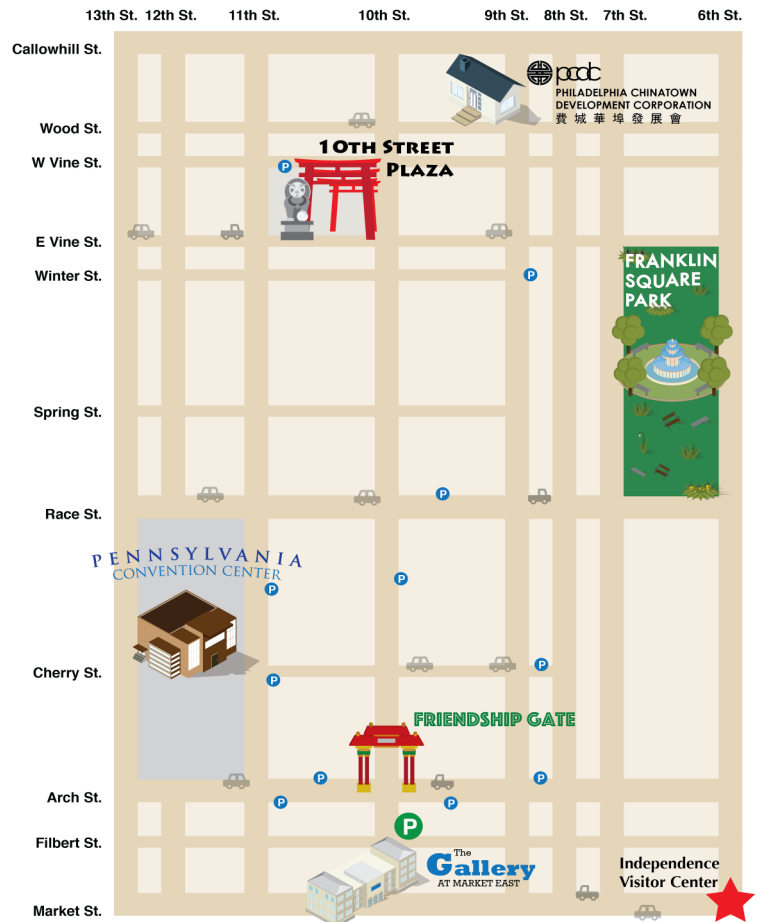 13th St. 12th St. 11th St. 10th St. 9th St. 8th St. 7th St. 6th St.
Callowhill St.
pcdc
PHILADELPHIA CHINATOWN
DEVELOPMENT CORPORATION
費城華埠發展會
Wood St.
10TH STREET
PLAZA
W Vine St.
P
E Vine St.
Winter St.
P
FRANKLIN
SQUARE
PARK
Spring St.
P
Race St.
PENNSYLVANIA
CONVENTION CENTER
P
P
P
Cherry St.
P
FRIENDSHIP GATE
P
P
Arch St.
P
P
P
Filbert St.
The
Gallery
AT MARKET EAST
Independence
Visitor Center
Market St.